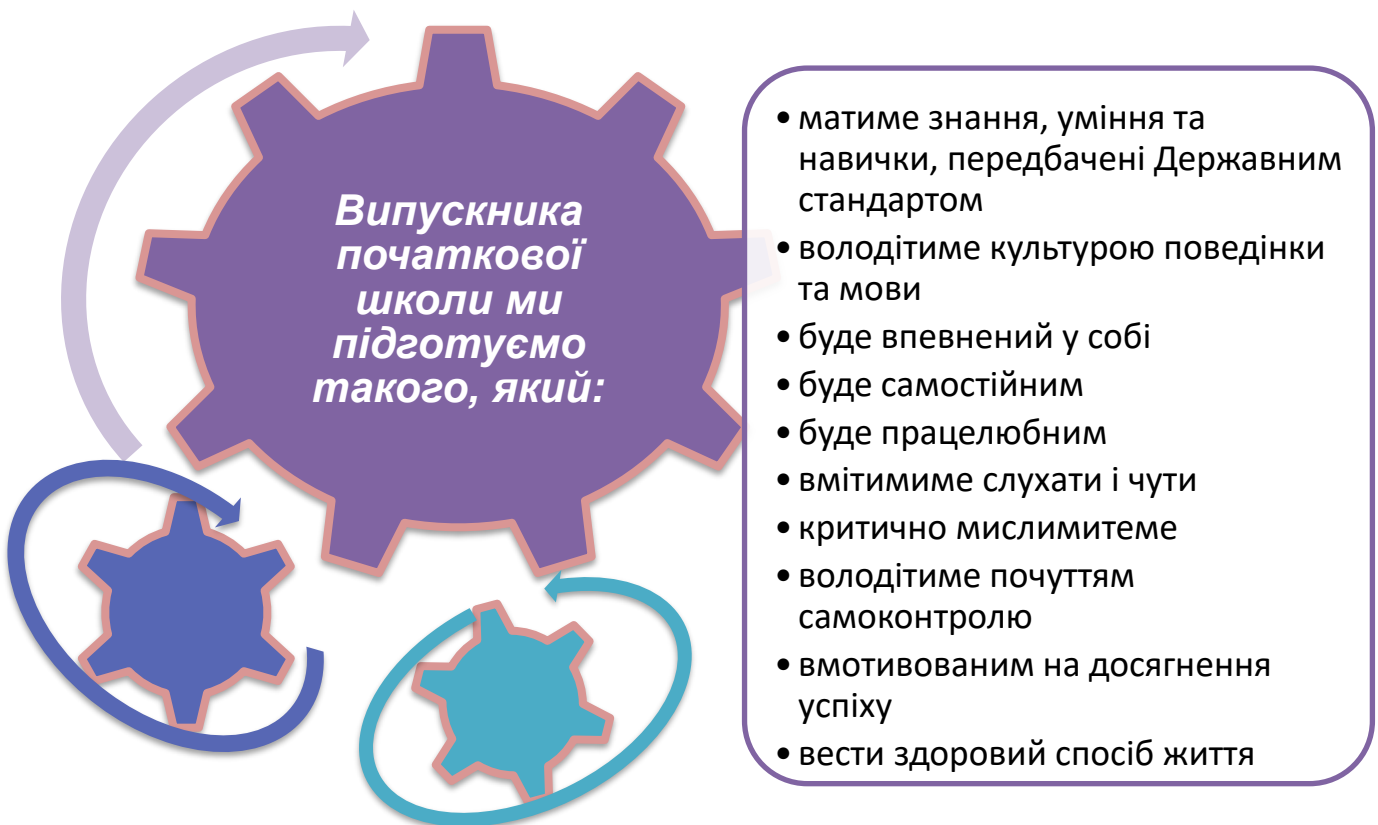 Випускника
початкової
школи ми
підготуємо
такого, який:
• матиме знання, уміння та
навички, передбачені Державним
стандартом
• володітиме культурою поведінки
та мови
• буде впевнений у собі
• буде самостійним
• буде працелюбним
• вмітимиме слухати і чути
• критично мислимитеме
• володітиме почуттям
самоконтролю
• вмотивованим на досягнення
успіху
• вести здоровий спосіб життя